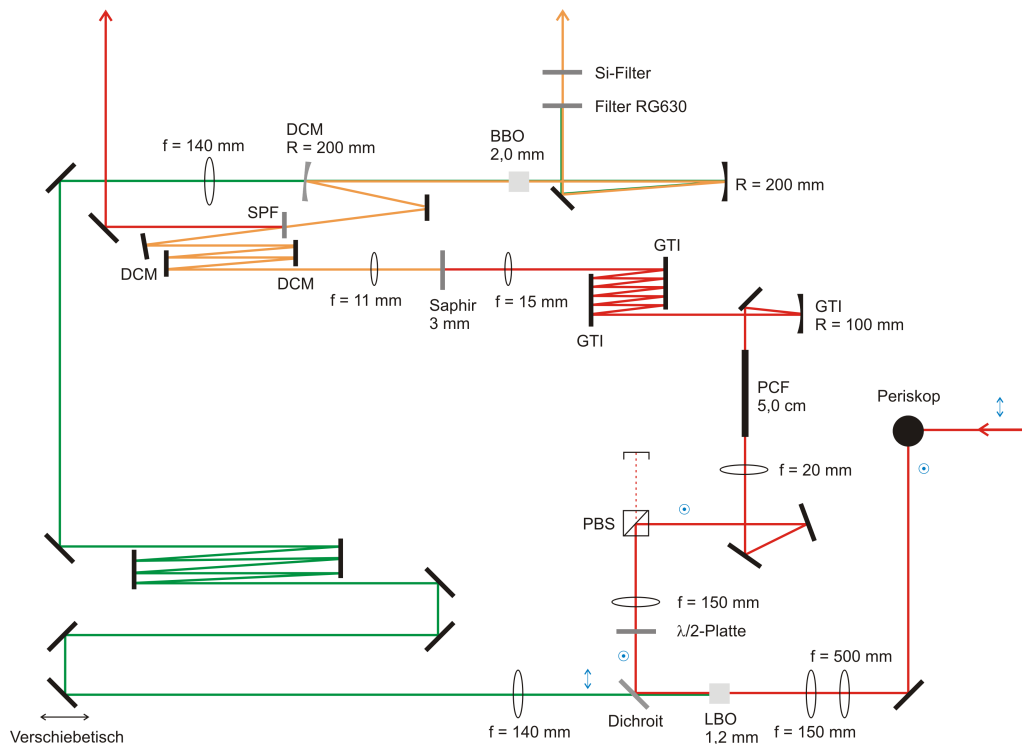 Si-Filter
Filter RG630
DCM
R = 200 mm
BBO
2,0 mm
f = 140 mm
R = 200 mm
SPF
DCM
DCM
f = 11 mm
Saphir
3 mm
f = 15 mm
GTI
GTI
GTI
R = 100 mm
PCF
5,0 cm
Periskop
f = 20 mm
PBS
f = 150 mm
λ/2-Platte
f = 500 mm
Dichroit
LBO
1,2 mm
f = 150 mm
f = 140 mm
Verschiebetisch